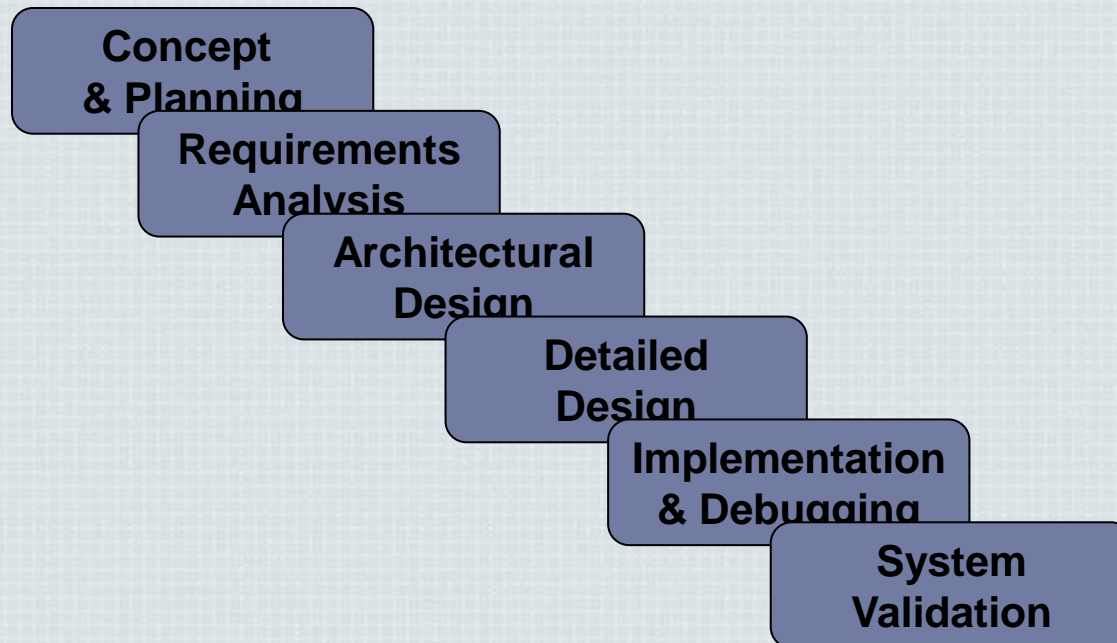 Concept
& Planning
Requirements
Analysis
Architectural
Design
Detailed
Design
Implementation
& Debugging
System
Validation